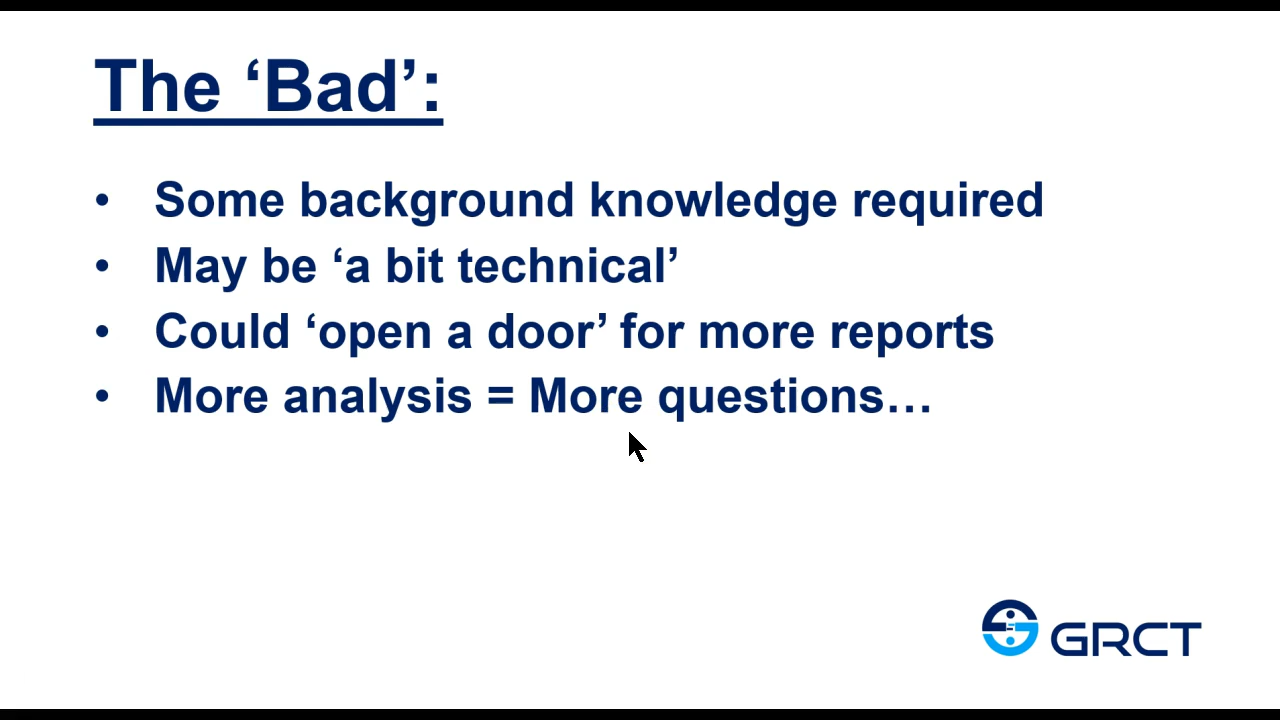 The ‘Bad’:
• Some background knowledge required
• May be ‘a bit technical’
• Could ‘open a door’ for more reports
• More analysis = More questions…
GRCT